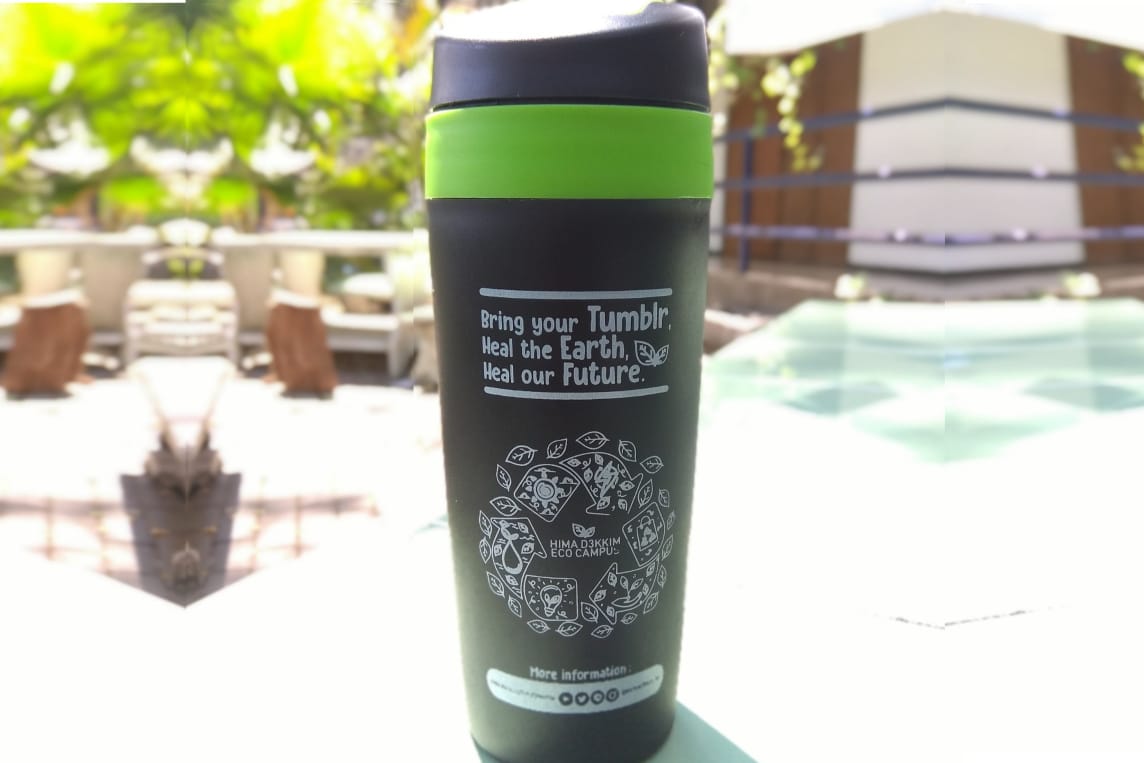 Bring your Tumblr,
Heal the Earth,
Heal our Future.
HIMA D3KKIM
ECO CAMPUS
More information: